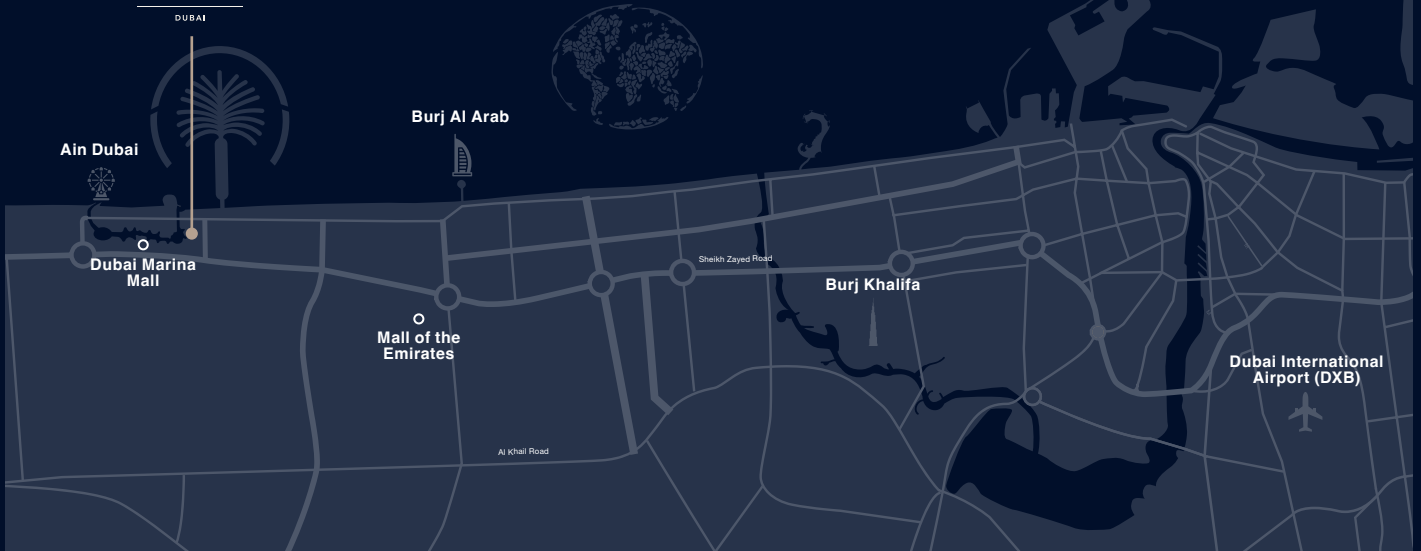 DUBAI
Burj Al Arab
Ain Dubai
Dubai Marina
Mall
Sheikh Zayed Road
Burj Khalifa
Mall of the
Emirates
Dubai International
Airport (DXB)
Al Khail Road